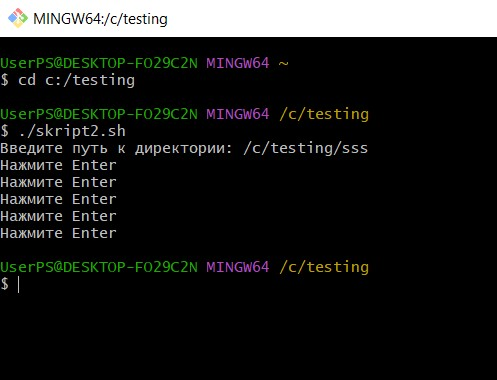 MINGW64:/c/testing
UserPS@DESKTOP-FO29C2N MINGW64 ~
$ cd c:/testing
UserPS@DESKTOP-FO29C2N MINGW64 /c/testing
$ ./skript2.sh
Введите путь к директории: /c/testing/sss
Нажмите Enter
Нажмите Enter
Нажмите Enter
Нажмите Enter
Нажмите Enter
UserPS@DESKTOP-FO29C2N MINGW64 /c/testing
$